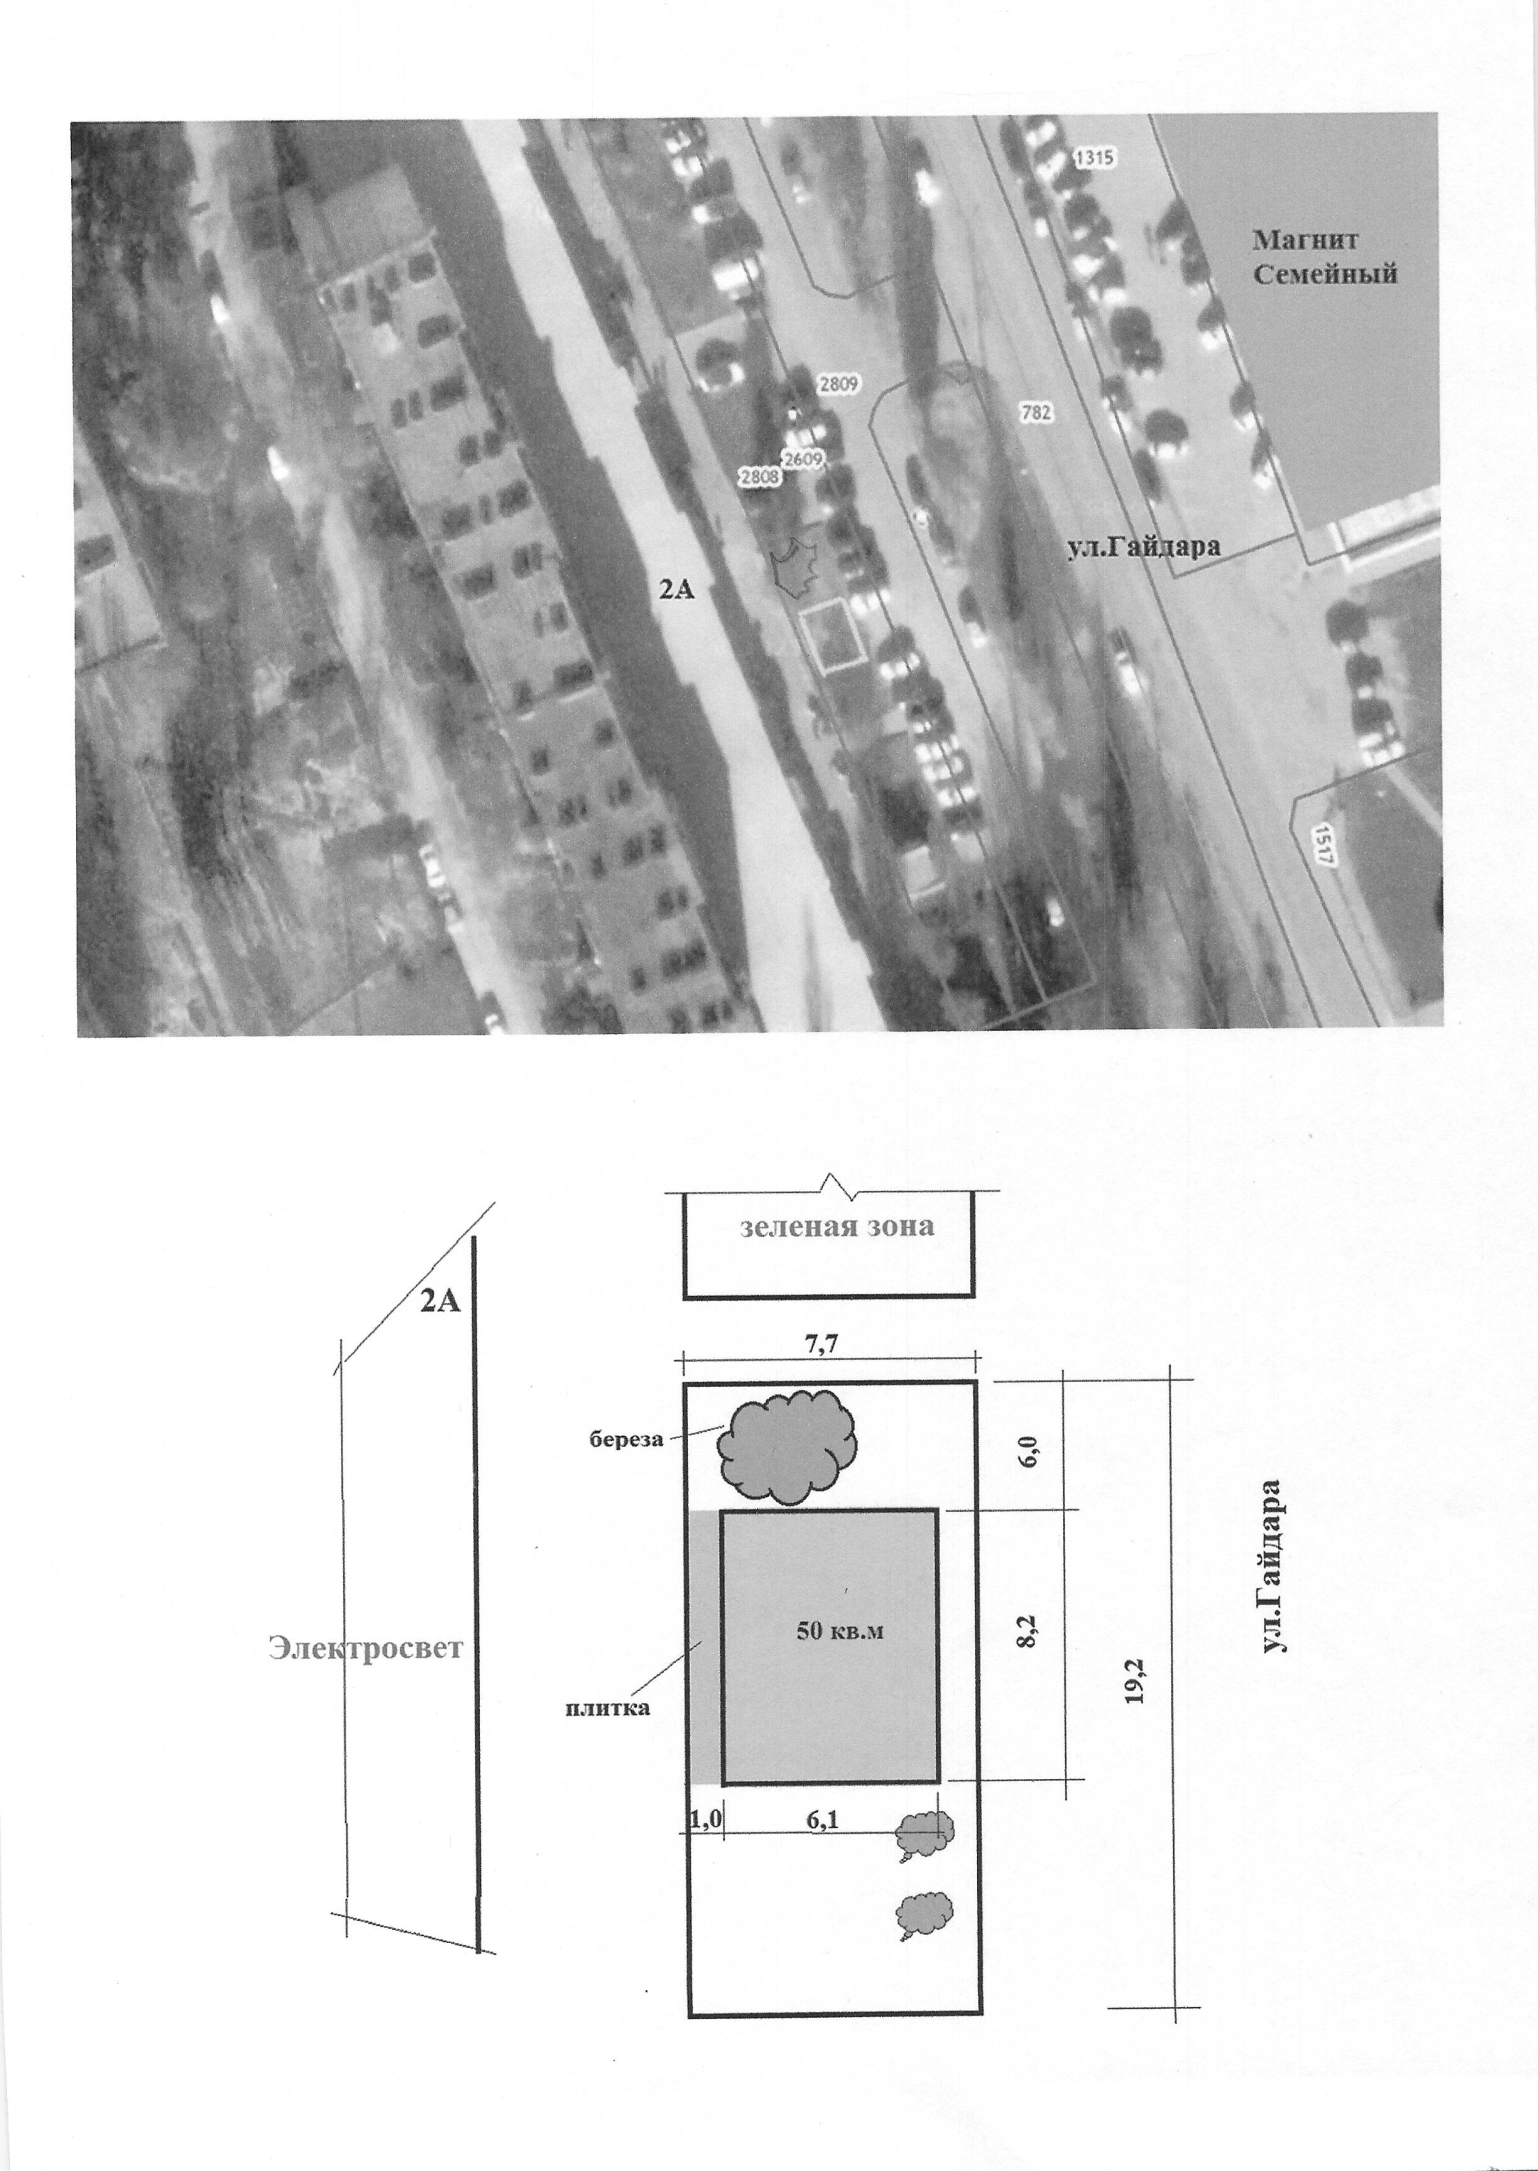 1315
Магнит
Семейный
2809
782
2609
2808
ул.Гайдара
2А
1517
зеленая зона
2А
7,7
береза
6,0
ул.Гайдара
50 кв.м
8,2
Электросвет
19,2
плитка
1,0
6,1